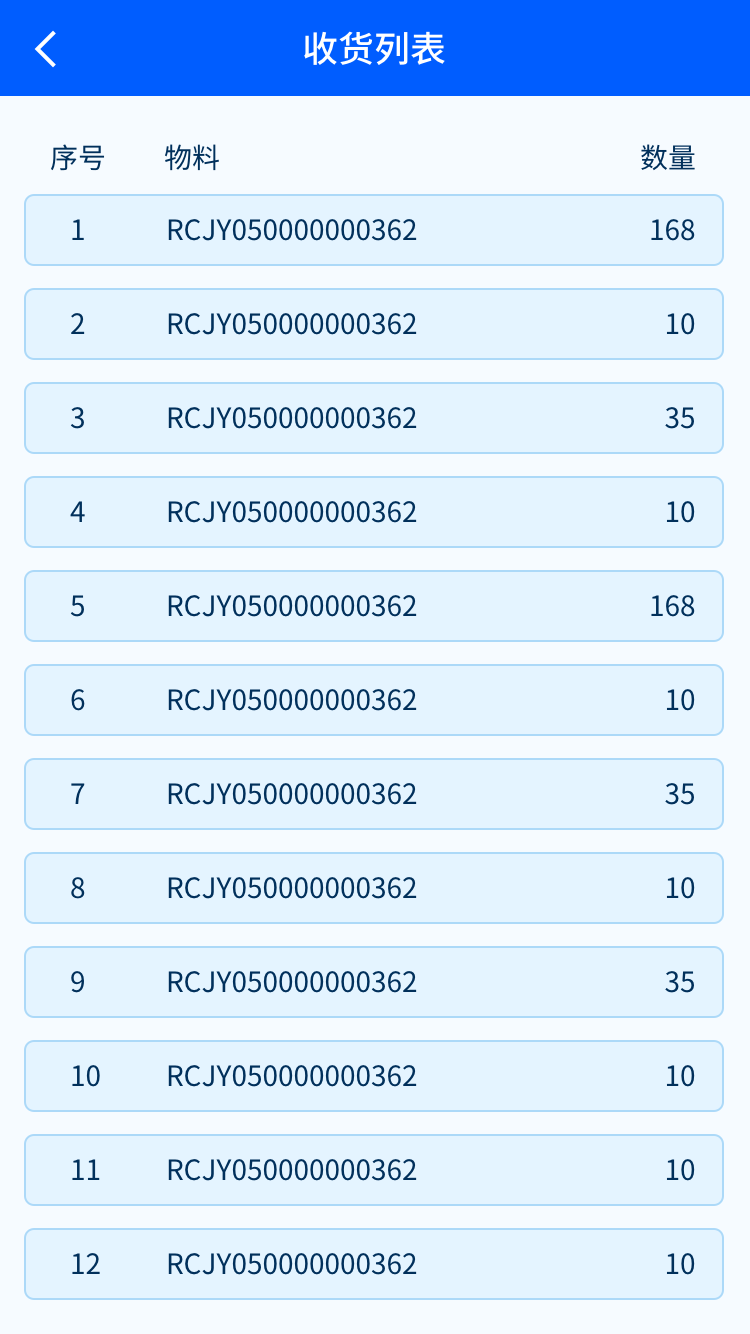 收货列表
序号 物料 数量
1 RCJY050000000362 168
2 RCJY050000000362 10
3 RCJY050000000362 35
4 RCJY050000000362 10
5 RCJY050000000362 168
6 RCJY050000000362 10
7 RCJY050000000362 35
8 RCJY050000000362 10
9 RCJY050000000362 35
10 RCJY050000000362 10
11 RCJY050000000362 10
12 RCJY050000000362 10